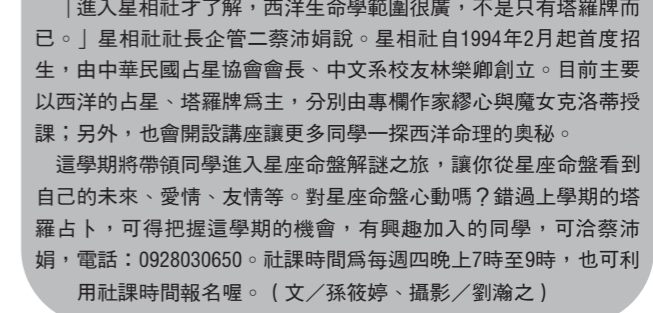 「進入星相社才了解，西洋生命學範圍很廣，不是只有塔羅牌而
已。」星相社社長企管二蔡沛娟說。星相社自1994年2月起首度招
生，由中華民國占星協會會長、中文系校友林樂卿創立。目前主要
以西洋的占星、塔羅牌為主，分別由專欄作家繆心與魔女克洛蒂授
課；另外，也會開設講座讓更多同學一探西洋命理的奧秘。
這學期將帶領同學進入星座命盤解謎之旅，讓你從星座命盤看到
自己的未來、愛情、友情等。對星座命盤心動嗎？錯過上學期的塔
羅占卜，可得把握這學期的機會，有興趣加入的同學，可洽蔡沛
娟，電話：0928030650。社課時間為每週四晚上7時至9時，也可利
用社課時間報名喔。（文／孫筱婷、攝影／劉瀚之）